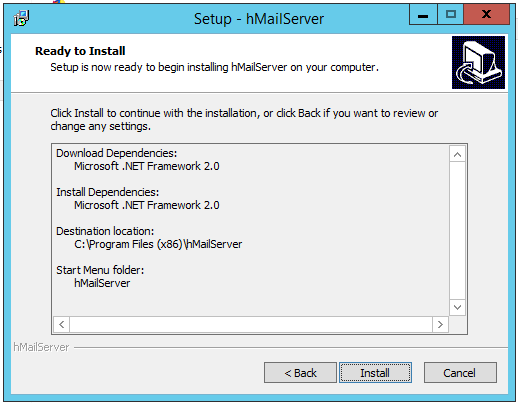 Setup - hMailServer
Ready to Install
Setup is now ready to begin installing hMailServer on your computer.
Click Install to continue with the installation, or click Back if you want to review or
change any settings.
Download Dependencies:
Microsoft .NET Framework 2.0
Install Dependencies:
Microsoft .NET Framework 2.0
Destination location:
C:\Program Files (x86)\hMailServer
Start Menu folder:
hMailServer
hMailServer
< Back
Install
Cancel